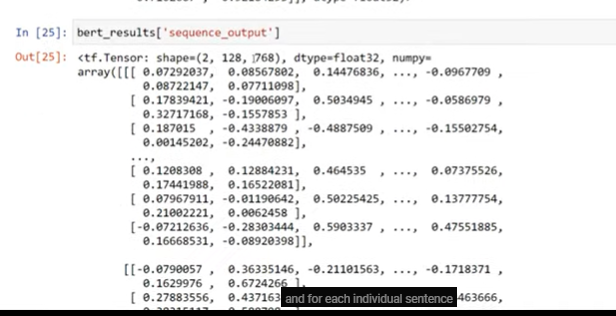 In [25]: bert_results['sequence_output']
Out[25]: <tf.Tensor: shape=(2, 128, 768), dtype=float32, numpy=
array([[[ 0.07292037, 0.08567802, 0.14476836, ..., -0.0967709 ,
0.08722147, 0.07711098],
[ 0.17839421, -0.19006097, 0.5034945 , ..., -0.0586979 ,
0.32717168, -0.1557853 ],
[ 0.187015 , -0.4338879 , -0.4887509 , ..., -0.15502754,
0.00145202, -0.24470882],
...,
[ 0.1208308 , 0.12884231, 0.464535 , ..., 0.07375526,
0.17441988, 0.16522081],
[ 0.07967911, -0.01190642, 0.50225425, ..., 0.13777754,
0.21002221, 0.0062458 ],
[-0.07212636, -0.28303444, 0.5903337 , ..., 0.47551885,
0.16668531, -0.08920398]],
[[-0.0790057 , 0.36335146, -0.21101563, ..., -0.1718371 ,
0.1629976 , 0.6724266 ],
[ 0.27883556, 0.437163 and for each individual sentence 463666,